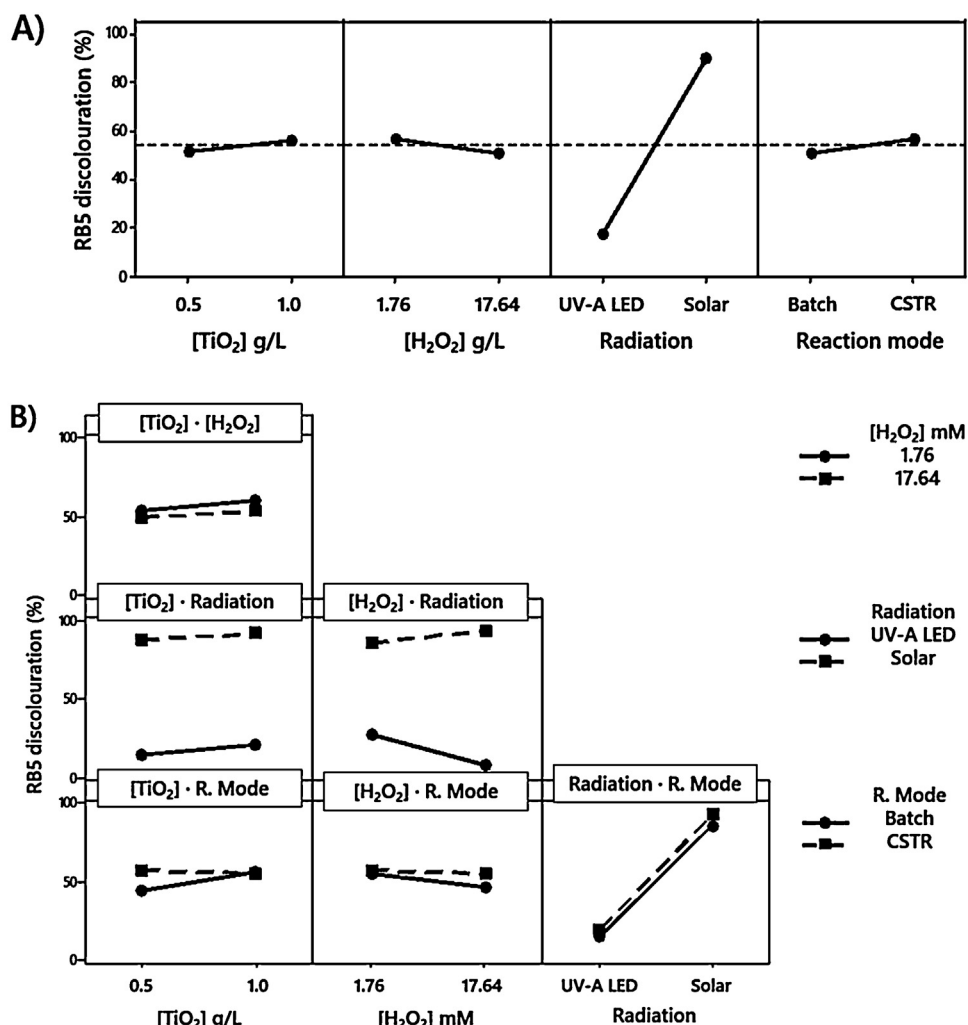 A)
RB5 discolouration (%)
100
80
60
40
20
0
0.5 1.0 1.76 17.64 UV-A LED Solar Batch CSTR
[TiO₂] g/L [H₂O₂] g/L Radiation Reaction mode
B)
RB5 discolouration (%)
[TiO₂] · [H₂O₂]
100
50
0
[H₂O₂] mM
1.76
17.64
[TiO₂] · Radiation [H₂O₂] · Radiation
100
50
0
Radiation
UV-A LED
Solar
[TiO₂] · R. Mode [H₂O₂] · R. Mode Radiation · R. Mode
100
50
0
R. Mode
Batch
CSTR
0.5 1.0 1.76 17.64 UV-A LED Solar
[TiO₂] g/L [H₂O₂] mM Radiation